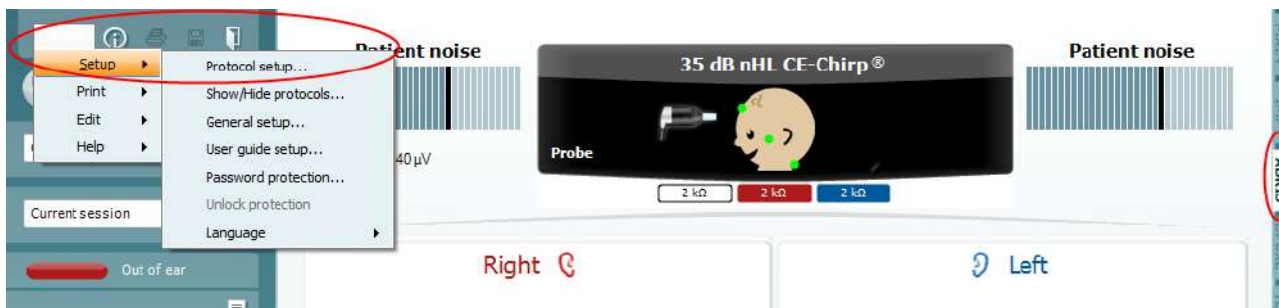 Setup
Print
Edit
Help
Protocol setup...
Show/Hide protocols...
General setup...
User guide setup...
Password protection...
Unlock protection
Language
Current session
Out of ear
Patient noise
40 µV
35 dB nHL CE-Chirp®
Probe
2 kΩ 2 kΩ 2 kΩ
Patient noise
Right
Left